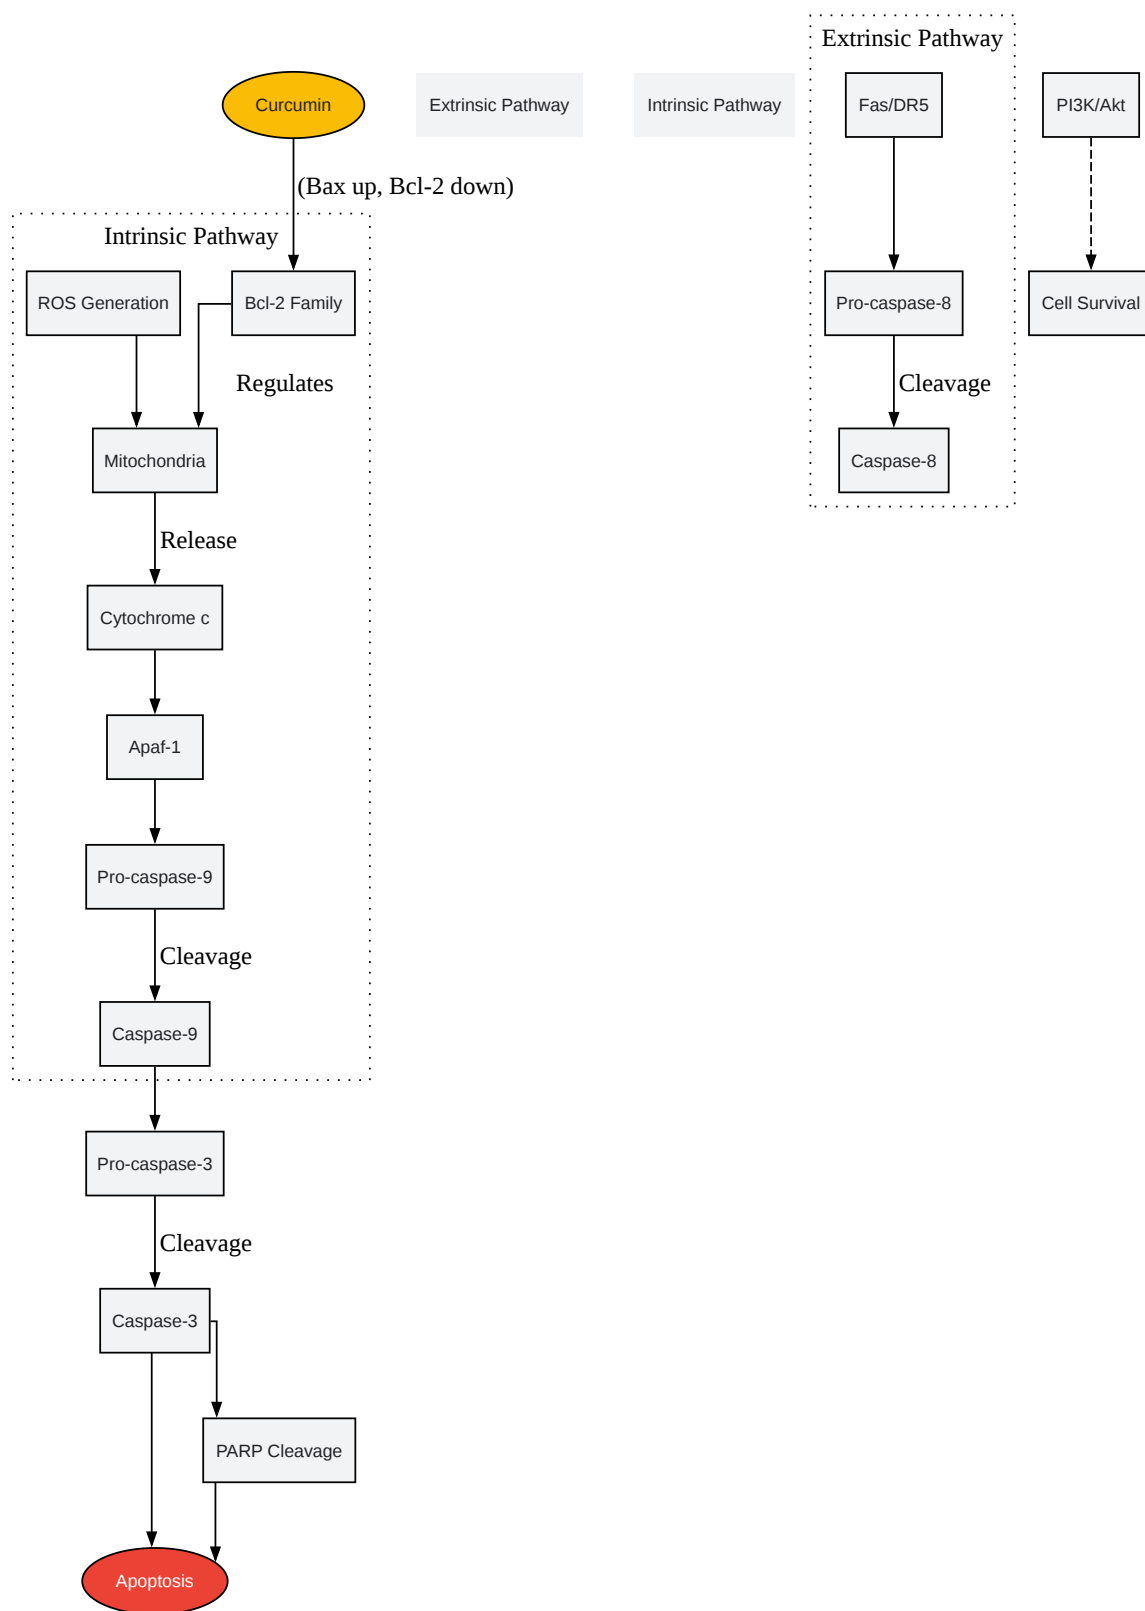 Extrinsic Pathway
Curcumin
Extrinsic Pathway
Intrinsic Pathway
Fas/DR5
PI3K/Akt
(Bax up, Bcl-2 down)
Intrinsic Pathway
ROS Generation
Bcl-2 Family
Pro-caspase-8
Cell Survival
Regulates
Cleavage
Mitochondria
Caspase-8
Release
Cytochrome c
Apaf-1
Pro-caspase-9
Cleavage
Caspase-9
Pro-caspase-3
Cleavage
Caspase-3
PARP Cleavage
Apoptosis